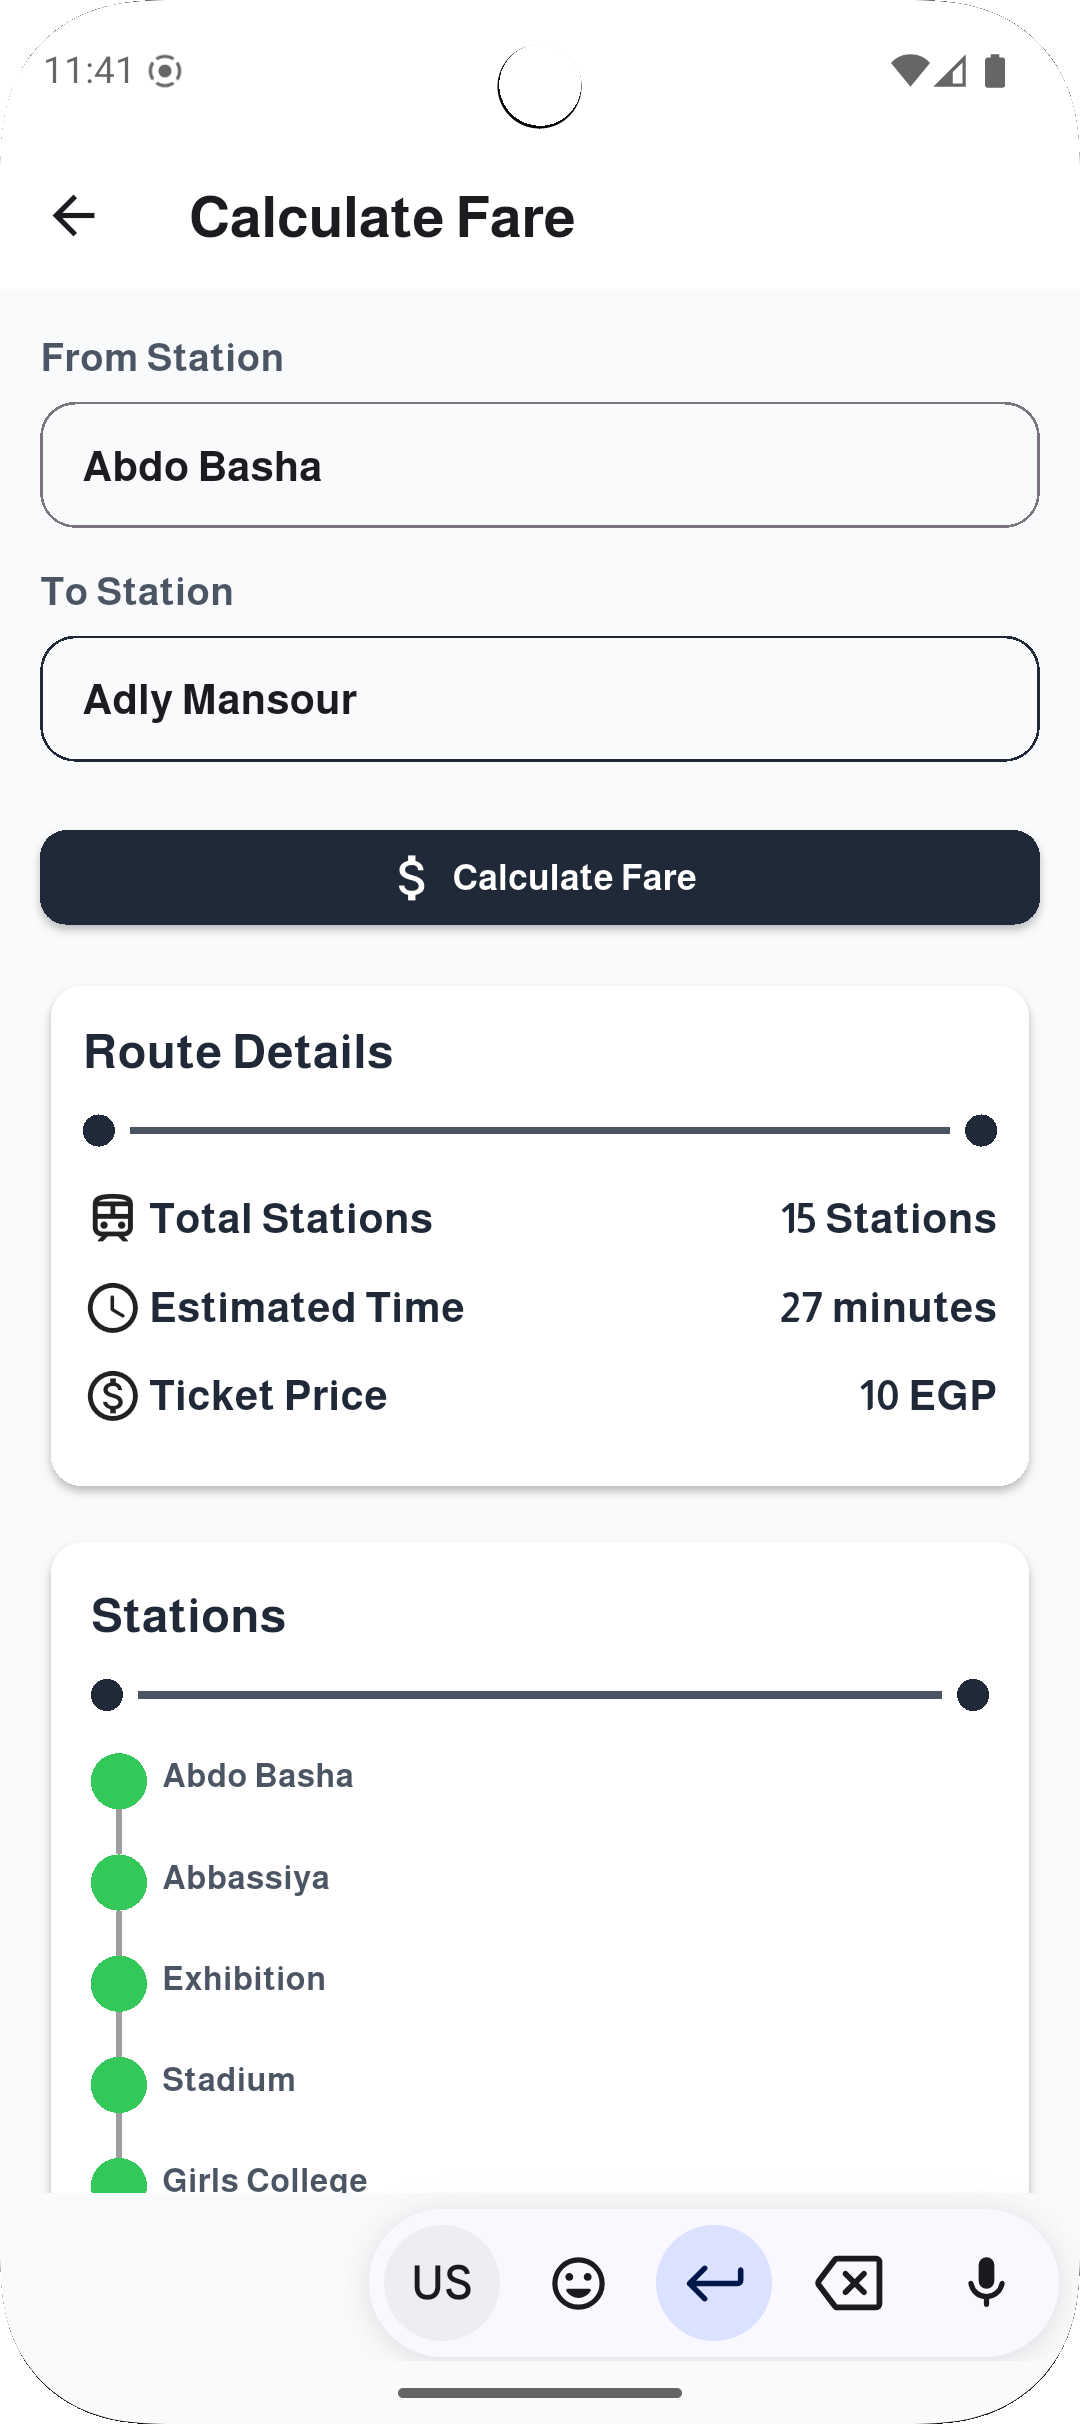 11:41
Calculate Fare
From Station
Abdo Basha
To Station
Adly Mansour
$ Calculate Fare
Route Details
Total Stations 15 Stations
Estimated Time 27 minutes
Ticket Price 10 EGP
Stations
Abdo Basha
Abbassiya
Exhibition
Stadium
Girls College
US